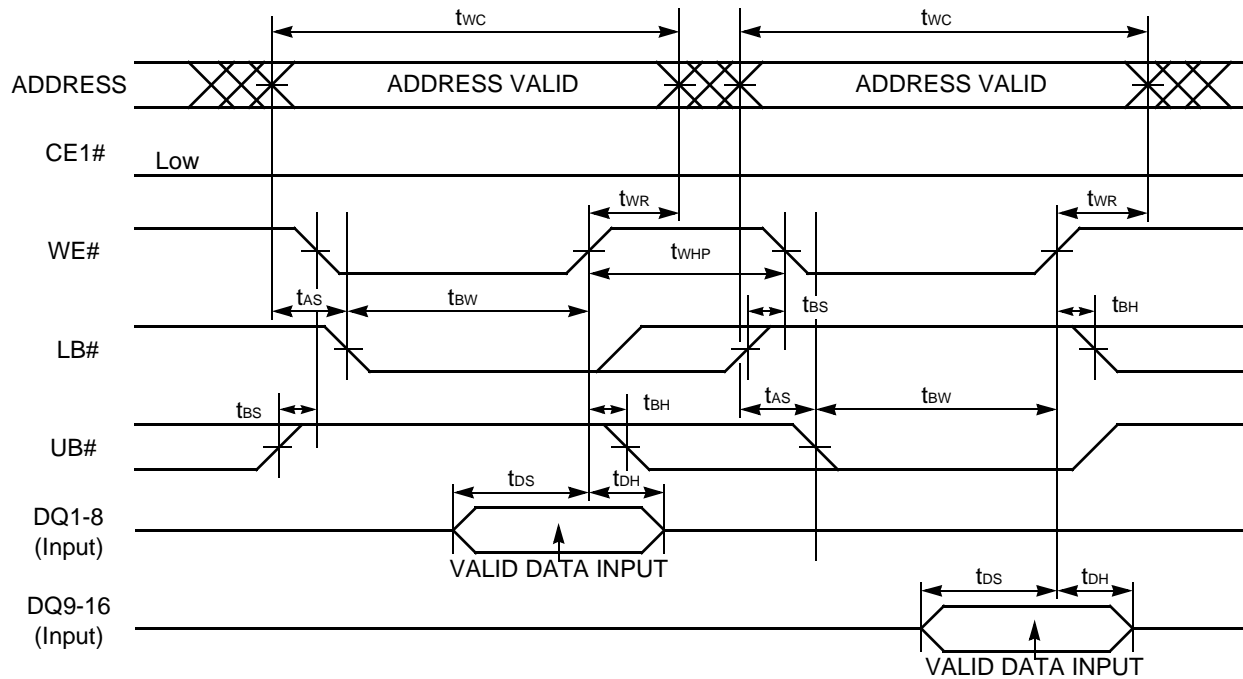 tWC tWC
ADDRESS ADDRESS VALID ADDRESS VALID
CE1# Low
tWR tWR
WE# tWHP
tAS tBW tBS tBH
LB#
tBS tBH tAS tBW
UB#
tDS tDH
DQ1-8
(Input)
VALID DATA INPUT
tDS tDH
DQ9-16
(Input)
VALID DATA INPUT